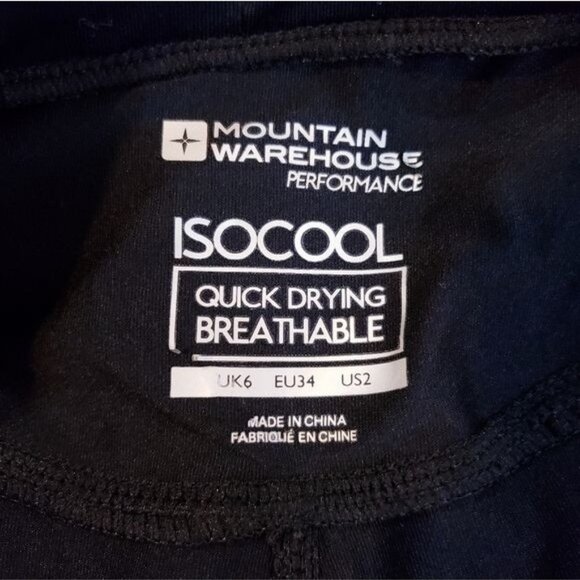 MOUNTAIN
WAREHOUSE
PERFORMANCE
ISOCOOL
QUICK DRYING
BREATHABLE
UK6 EU34 US2
MADE IN CHINA
FABRIQUÉ EN CHINE